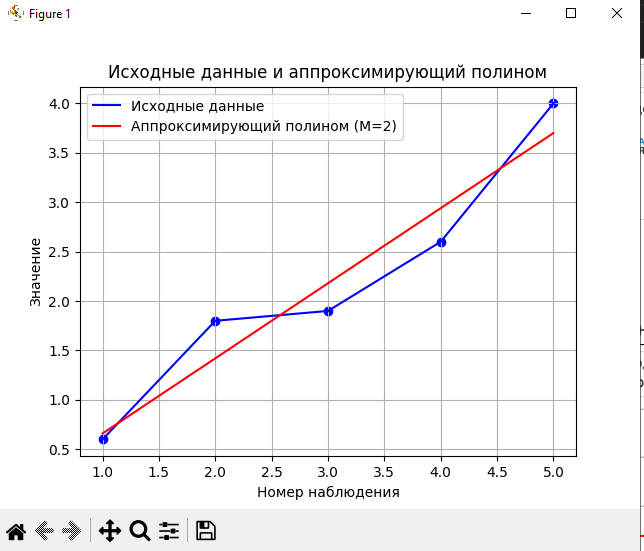 Figure 1
Исходные данные и аппроксимирующий полином
Исходные данные
Аппроксимирующий полином (M=2)
4.0
3.5
3.0
2.5
2.0
1.5
1.0
0.5
Значение
1.0 1.5 2.0 2.5 3.0 3.5 4.0 4.5 5.0
Номер наблюдения